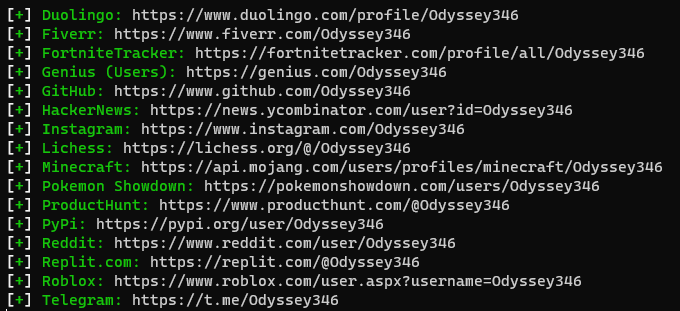 [+] Duolingo: https://www.duolingo.com/profile/Odyssey346
[+] Fiverr: https://www.fiverr.com/Odyssey346
[+] FortniteTracker: https://fortnitetracker.com/profile/all/Odyssey346
[+] Genius (Users): https://genius.com/Odyssey346
[+] GitHub: https://www.github.com/Odyssey346
[+] HackerNews: https://news.ycombinator.com/user?id=Odyssey346
[+] Instagram: https://www.instagram.com/Odyssey346
[+] Lichess: https://lichess.org/@/Odyssey346
[+] Minecraft: https://api.mojang.com/users/profiles/minecraft/Odyssey346
[+] Pokemon Showdown: https://pokemonshowdown.com/users/Odyssey346
[+] ProductHunt: https://www.producthunt.com/@Odyssey346
[+] PyPi: https://pypi.org/user/Odyssey346
[+] Reddit: https://www.reddit.com/user/Odyssey346
[+] Replit.com: https://replit.com/@Odyssey346
[+] Roblox: https://www.roblox.com/user.aspx?username=Odyssey346
[+] Telegram: https://t.me/Odyssey346